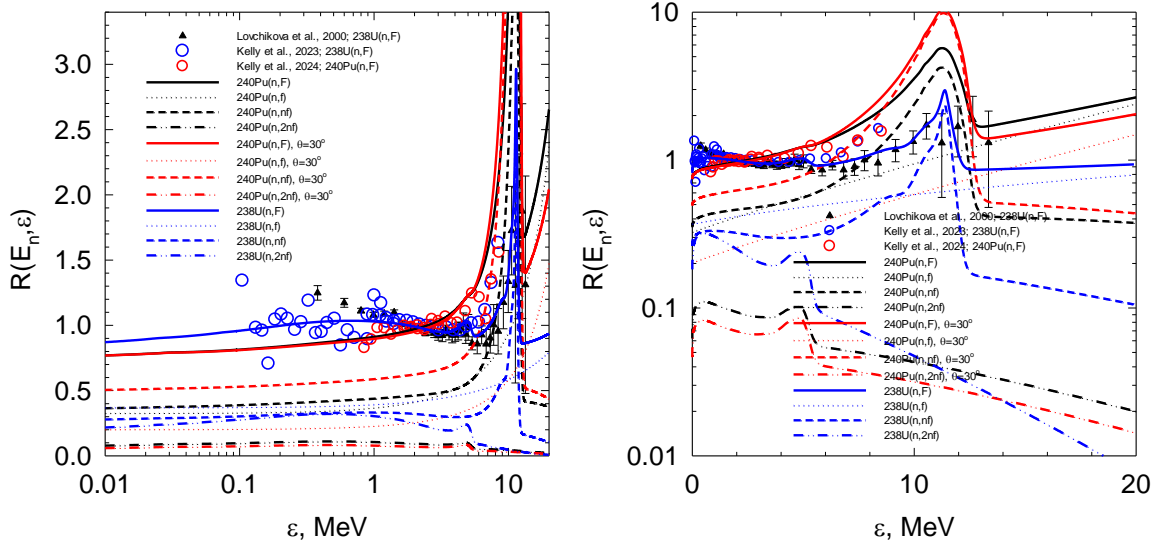 3.0
2.5
2.0
1.5
1.0
0.5
0.0
R(Eₙ,ε)
0.01
0.1
1
10
ε, MeV
Lovchikova et al., 2000; 238U(n,F)
Kelly et al., 2023; 238U(n,F)
Kelly et al., 2024; 240Pu(n,F)
240Pu(n,F)
240Pu(n,f)
240Pu(n,nf)
240Pu(n,2nf)
240Pu(n,F), θ=30°
240Pu(n,f), θ=30°
240Pu(n,nf), θ=30°
240Pu(n,2nf), θ=30°
238U(n,F)
238U(n,f)
238U(n,nf)
238U(n,2nf)
10
1
0.1
0.01
R(Eₙ,ε)
0
10
20
ε, MeV
Lovchikova et al., 2000; 238U(n,F)
Kelly et al., 2023; 238U(n,F)
Kelly et al., 2024; 240Pu(n,F)
240Pu(n,F)
240Pu(n,f)
240Pu(n,nf)
240Pu(n,2nf)
240Pu(n,F), θ=30°
240Pu(n,f), θ=30°
240Pu(n,nf), θ=30°
240Pu(n,2nf), θ=30°
238U(n,F)
238U(n,f)
238U(n,nf)
238U(n,2nf)